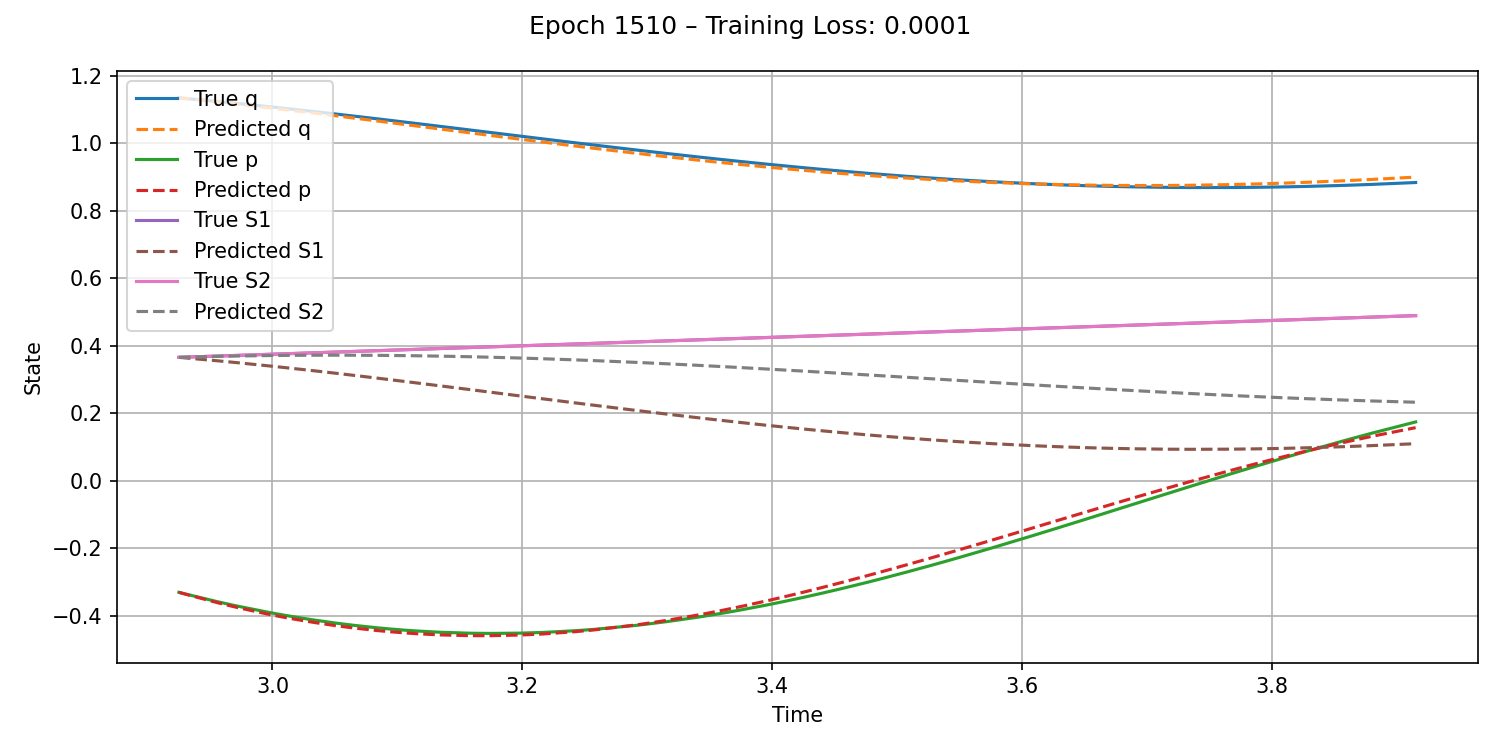 Epoch 1510 – Training Loss: 0.0001
1.2
1.0
0.8
0.6
0.4
0.2
0.0
−0.2
−0.4
State
True q
Predicted q
True p
Predicted p
True S1
Predicted S1
True S2
Predicted S2
3.0
3.2
3.4
3.6
3.8
Time